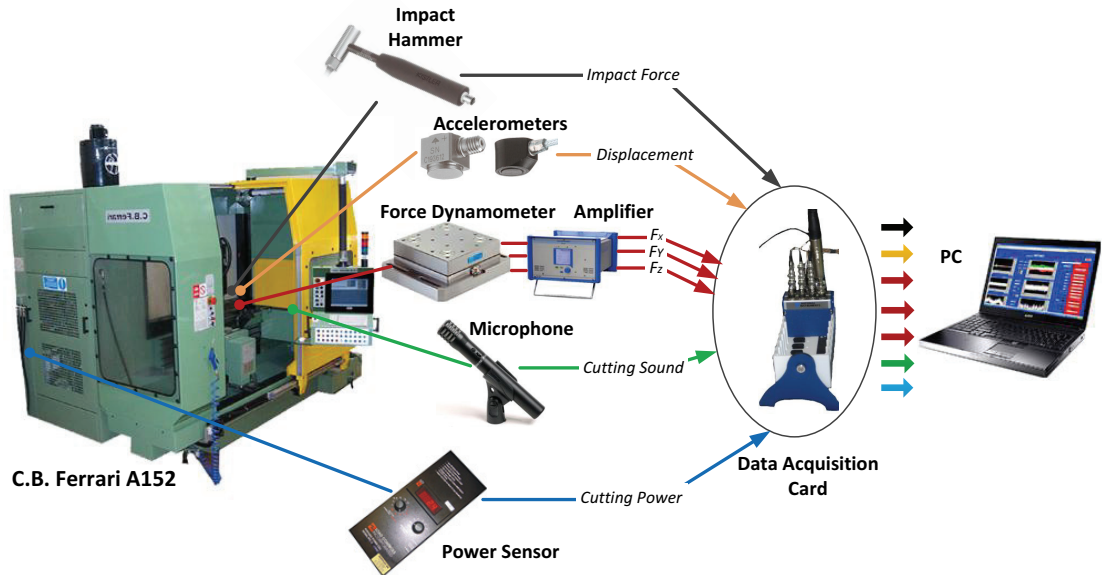 Impact
Hammer
Impact Force
Accelerometers
Displacement
C.B.Ferrari
Force Dynamometer
Amplifier
Fx
FY
Fz
PC
Microphone
Cutting Sound
C.B. Ferrari A152
Data Acquisition
Card
Cutting Power
Power Sensor